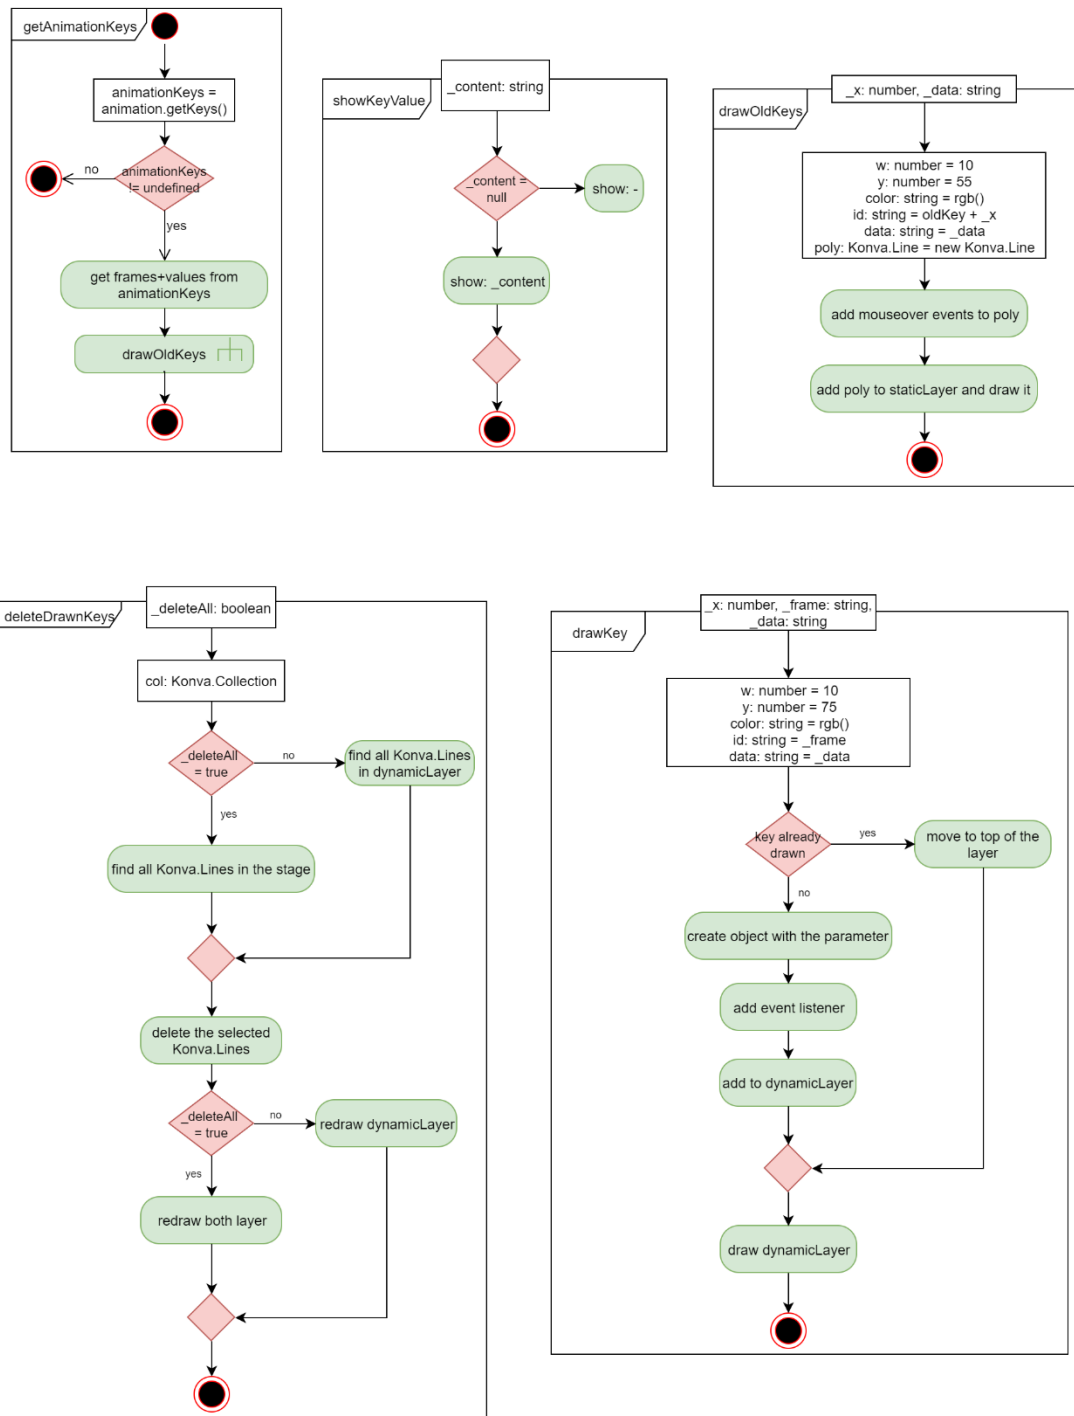 getAnimationKeys
animationKeys =
animation.getKeys()
animationKeys
!= undefined
no
yes
get frames+values from
animationKeys
drawOldKeys
showKeyValue
_content: string
_content =
null
show: -
show: _content
drawOldKeys
_x: number, _data: string
w: number = 10
y: number = 55
color: string = rgb()
id: string = oldKey + _x
data: string = _data
poly: Konva.Line = new Konva.Line
add mouseover events to poly
add poly to staticLayer and draw it
deleteDrawnKeys
_deleteAll: boolean
col: Konva.Collection
_deleteAll
= true
no
find all Konva.Lines
in dynamicLayer
yes
find all Konva.Lines in the stage
delete the selected
Konva.Lines
_deleteAll
= true
no
redraw dynamicLayer
yes
redraw both layer
drawKey
_x: number, _frame: string,
_data: string
w: number = 10
y: number = 75
color: string = rgb()
id: string = _frame
data: string = _data
key already
drawn
yes
move to top of the
layer
no
create object with the parameter
add event listener
add to dynamicLayer
draw dynamicLayer